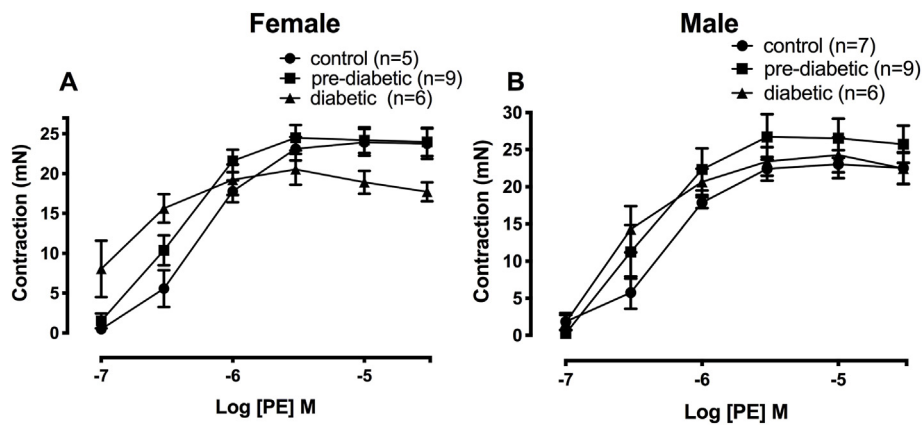 Female
A
control (n=5)
pre-diabetic (n=9)
diabetic (n=6)
Contraction (mN)
25
20
15
10
5
0
-7
-6
-5
Log [PE] M
Male
B
control (n=7)
pre-diabetic (n=9)
diabetic (n=6)
Contraction (mN)
30
25
20
15
10
5
0
-7
-6
-5
Log [PE] M